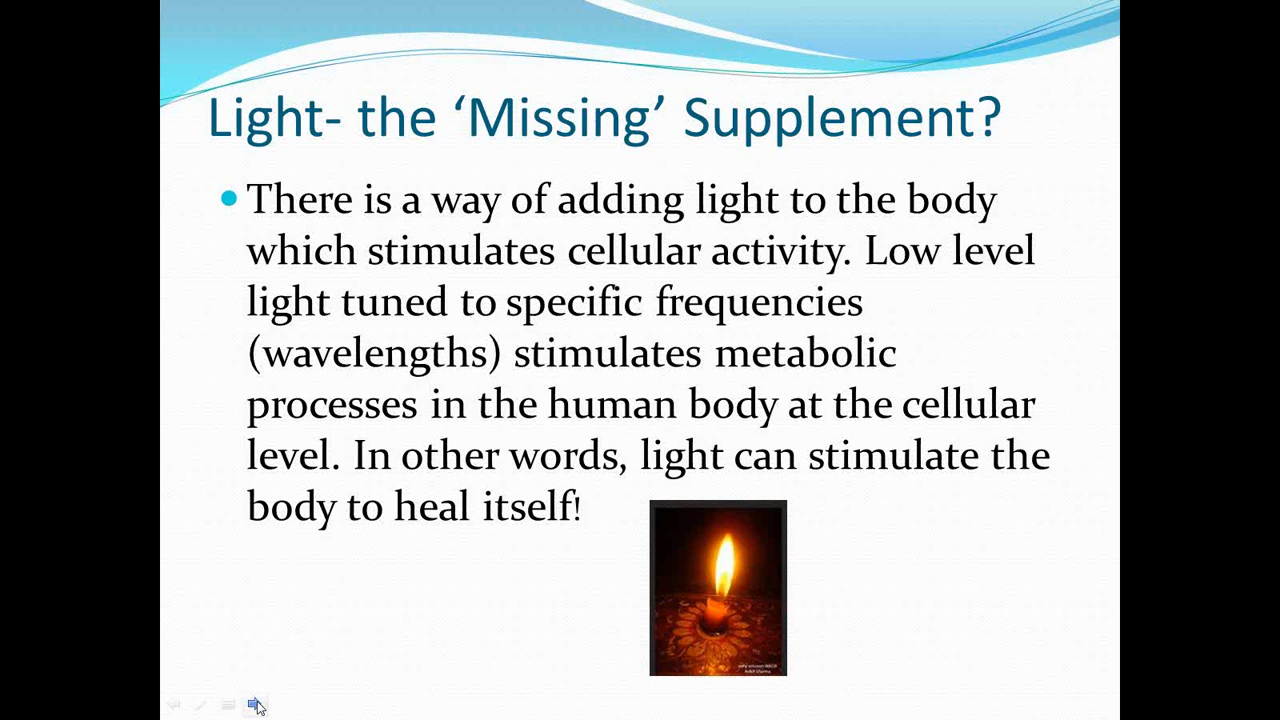 Light- the ‘Missing’ Supplement?
• There is a way of adding light to the body
which stimulates cellular activity. Low level
light tuned to specific frequencies
(wavelengths) stimulates metabolic
processes in the human body at the cellular
level. In other words, light can stimulate the
body to heal itself!